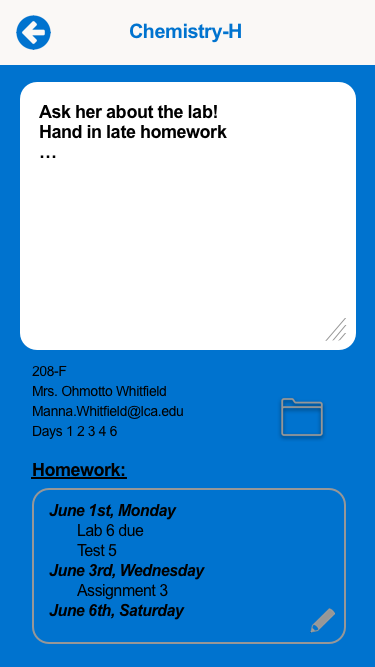 Chemistry-H
Ask her about the lab!
Hand in late homework
…
208-F
Mrs. Ohmotto Whitfield
Manna.Whitfield@lca.edu
Days 1 2 3 4 6
Homework:
June 1st, Monday
Lab 6 due
Test 5
June 3rd, Wednesday
Assignment 3
June 6th, Saturday